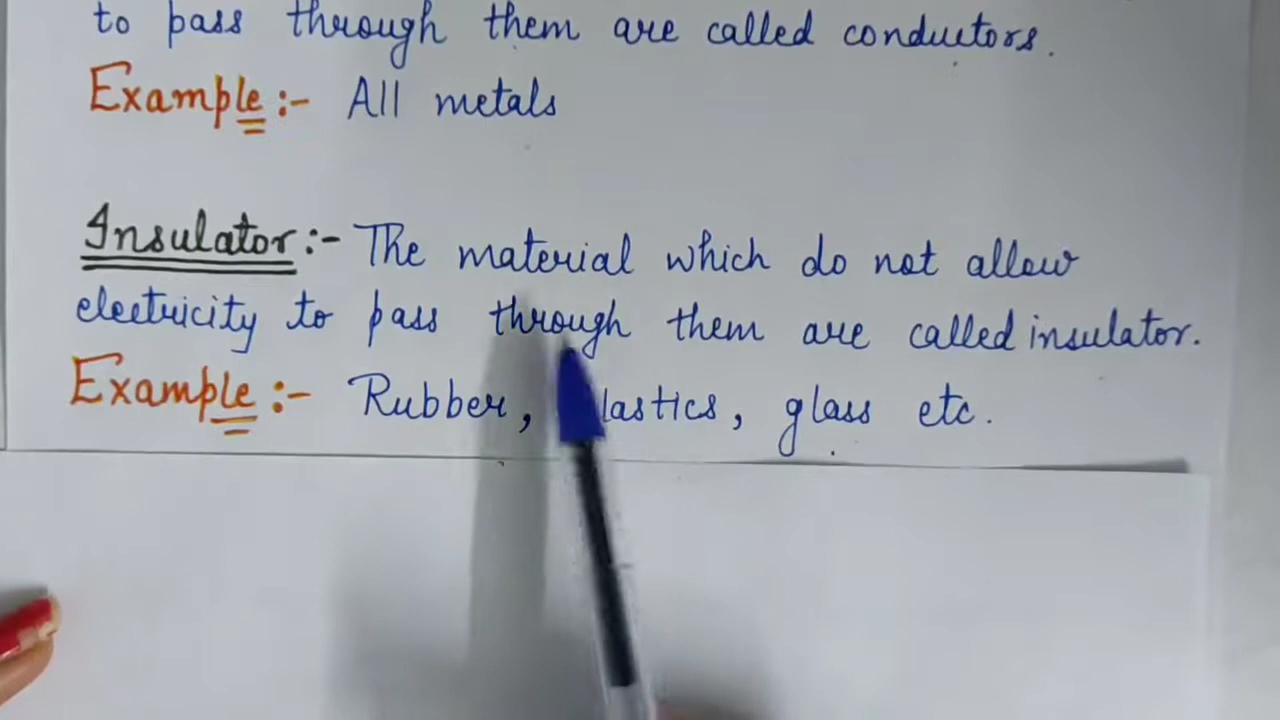 to pass through them are called conductors.
Example :- All metals
Insulator :- The material which do not allow
electricity to pass through them are called insulator.
Example :- Rubber, lastics, glass etc.